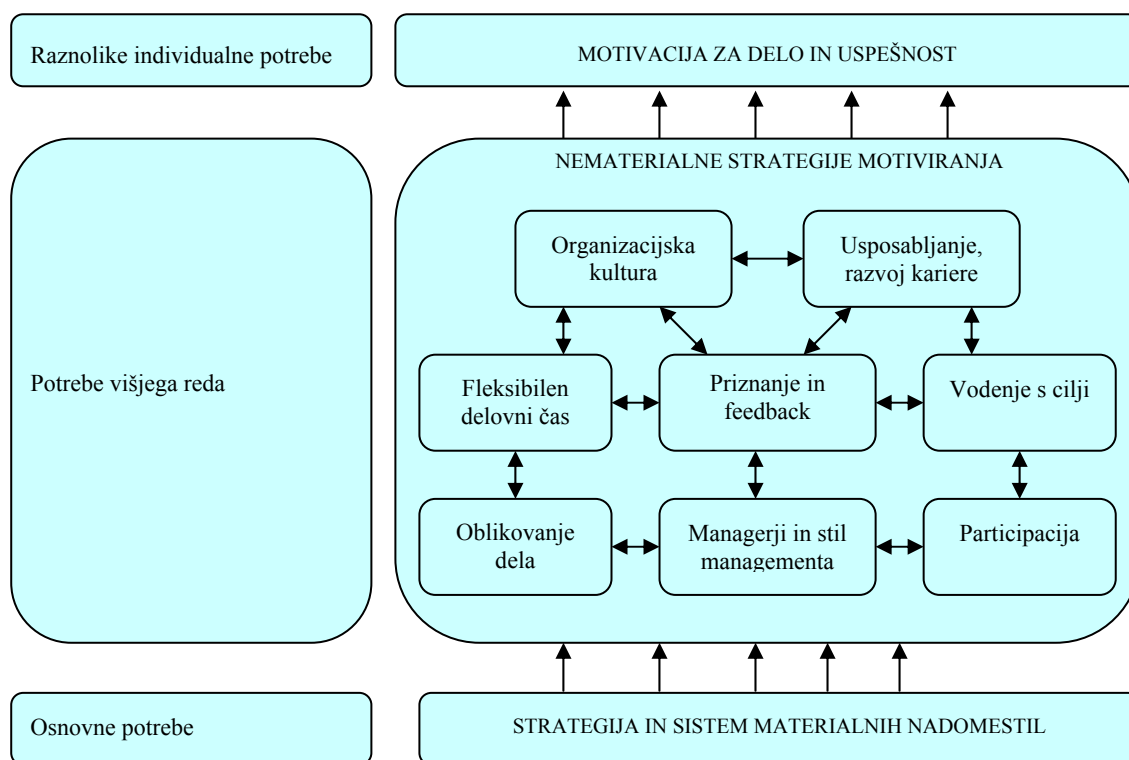 Raznolike individualne potrebe
MOTIVACIJA ZA DELO IN USPEŠNOST
NEMATERIALNE STRATEGIJE MOTIVIRANJA
Organizacijska
kultura
Usposabljanje,
razvoj kariere
Potrebe višjega reda
Fleksibilen
delovni čas
Priznanje in
feedback
Vodenje s cilji
Oblikovanje
dela
Managerji in stil
managementa
Participacija
Osnovne potrebe
STRATEGIJA IN SISTEM MATERIALNIH NADOMESTIL